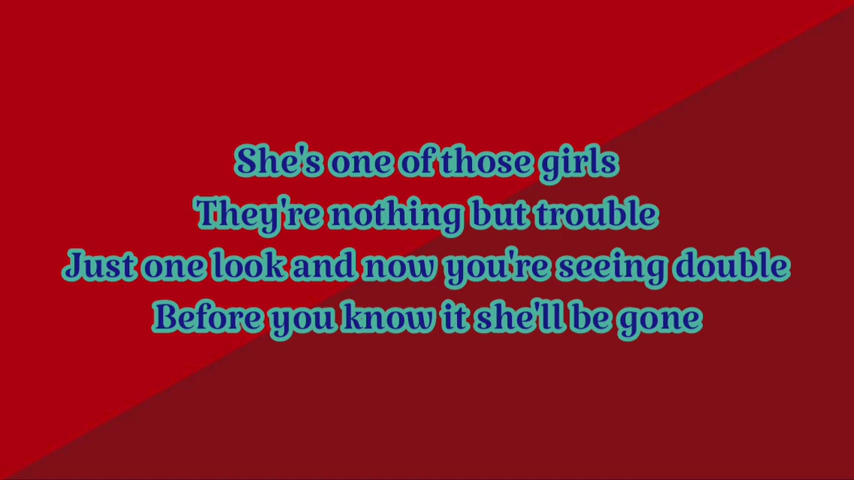 She's one of those girls
They're nothing but trouble
Just one look and now you're seeing double
Before you know it she'll be gone